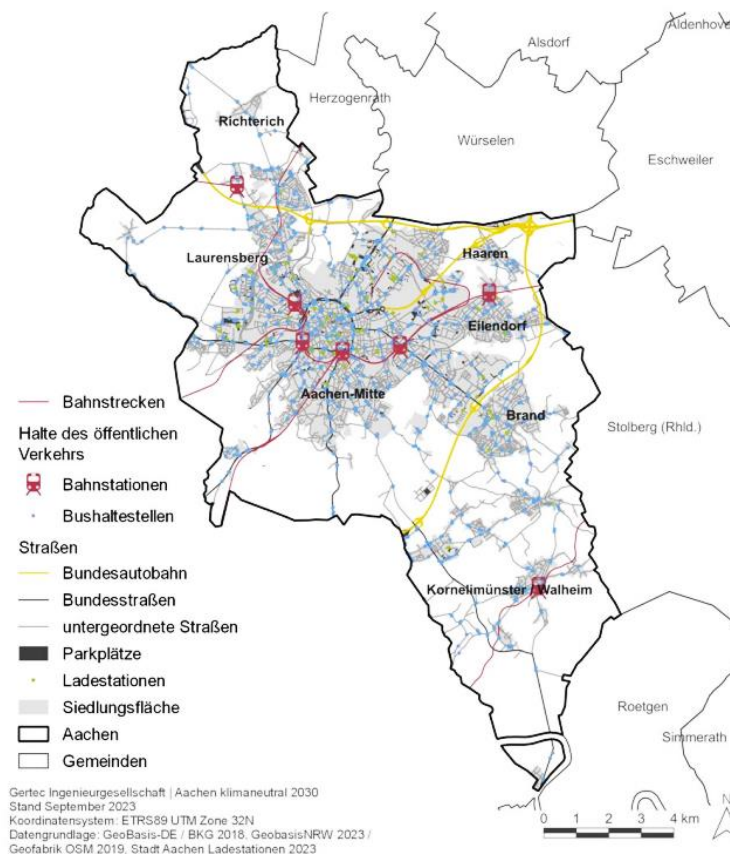 Aldenhov
Alsdorf
Herzogenrath
Richterich
Würselen
Eschweiler
Laurensberg
Haaren
Eilendorf
Aachen-Mitte
Brand
Stolberg (Rhld.)
Kornelimünster / Walheim
Roetgen
Simmerath
Bahnstrecken
Halte des öffentlichen
Verkehrs
Bahnstationen
Bushaltestellen
Straßen
Bundesautobahn
Bundesstraßen
untergeordnete Straßen
Parkplätze
Ladestationen
Siedlungsfläche
Aachen
Gemeinden
Gertec Ingenieurgesellschaft | Aachen klimaneutral 2030
Stand September 2023
Koordinatensystem: ETRS89 UTM Zone 32N
Datengrundlage: GeoBasis-DE / BKG 2018, GeobasisNRW 2023 /
Geofabrik OSM 2019, Stadt Aachen Ladestationen 2023
0 1 2 3 4 km
N